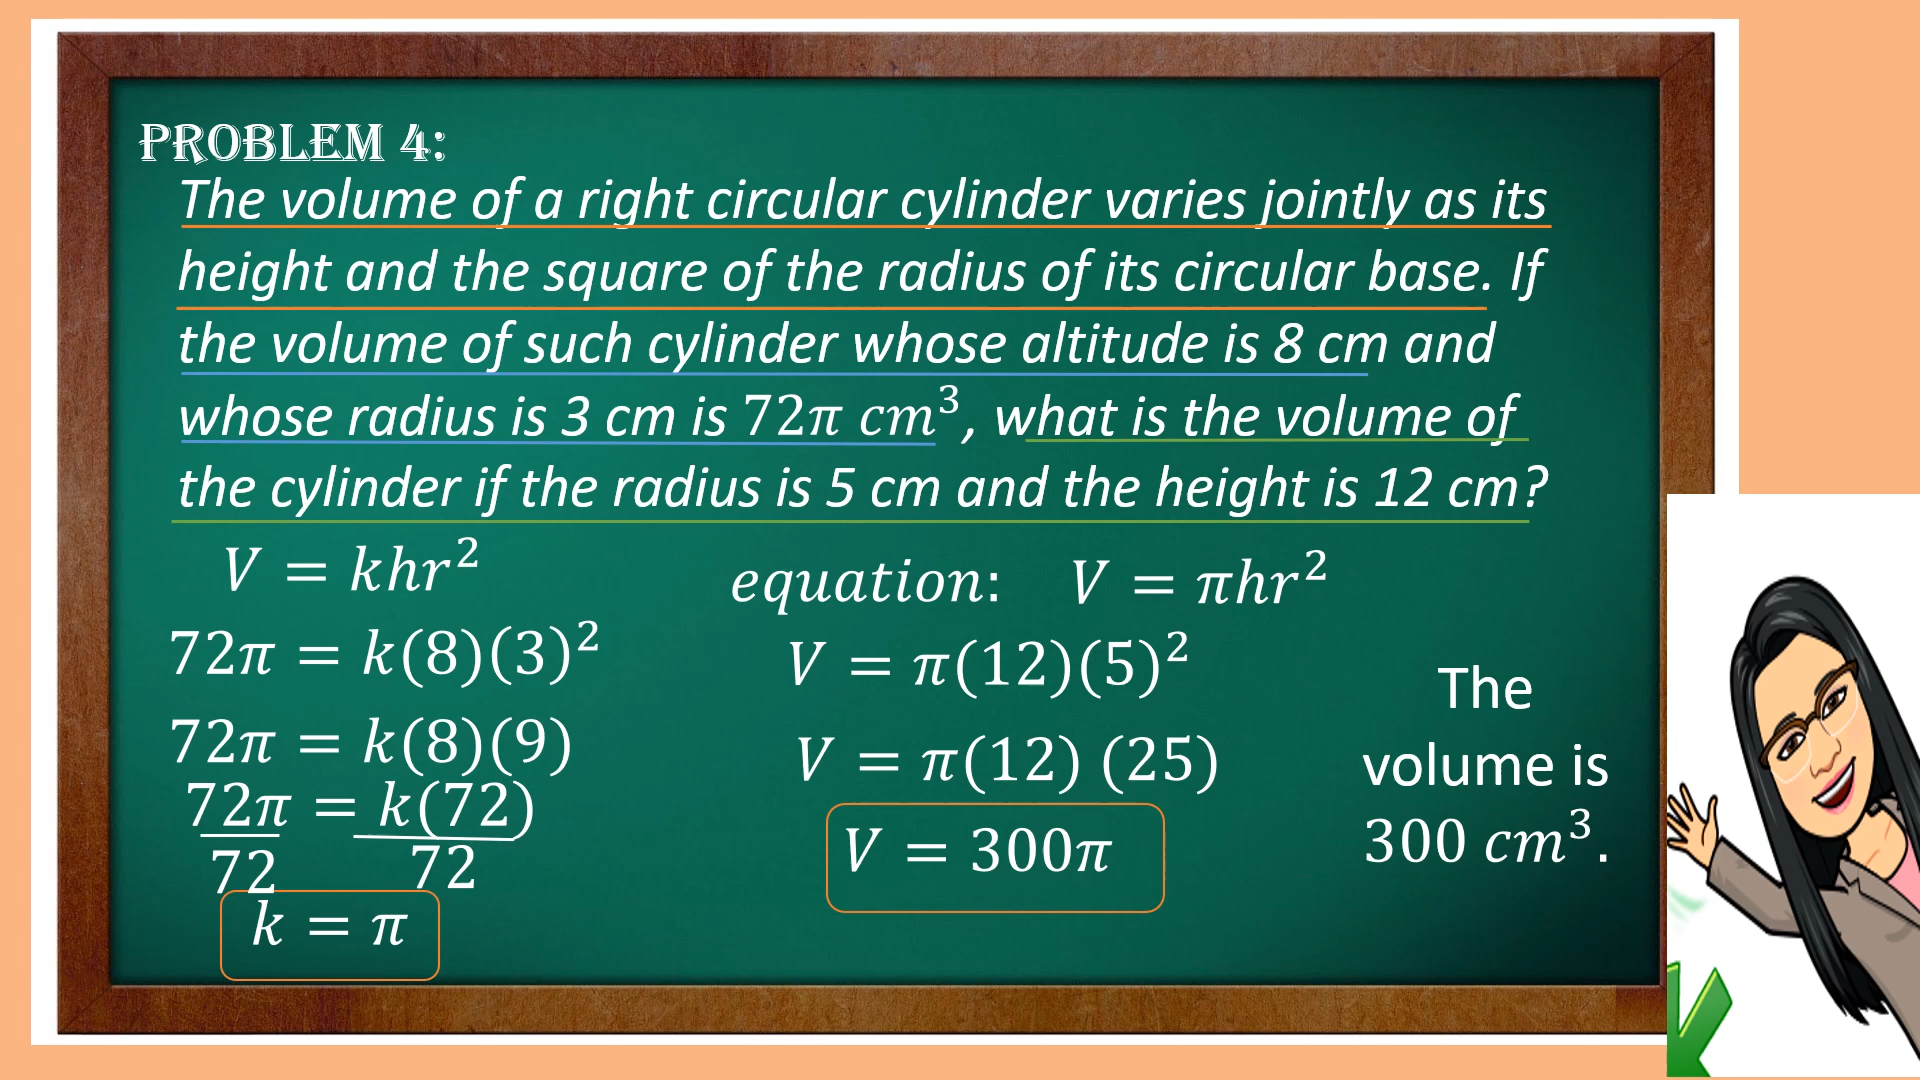 PROBLEM 4:
The volume of a right circular cylinder varies jointly as its
height and the square of the radius of its circular base. If
the volume of such cylinder whose altitude is 8 cm and
whose radius is 3 cm is 72π cm³, what is the volume of
the cylinder if the radius is 5 cm and the height is 12 cm?
V = khr²
72π = k(8)(3)²
72π = k(8)(9)
72π = k(72)
72 72
k = π
equation: V = πhr²
V = π(12)(5)²
V = π(12) (25)
V = 300π
The
volume is
300 cm³.